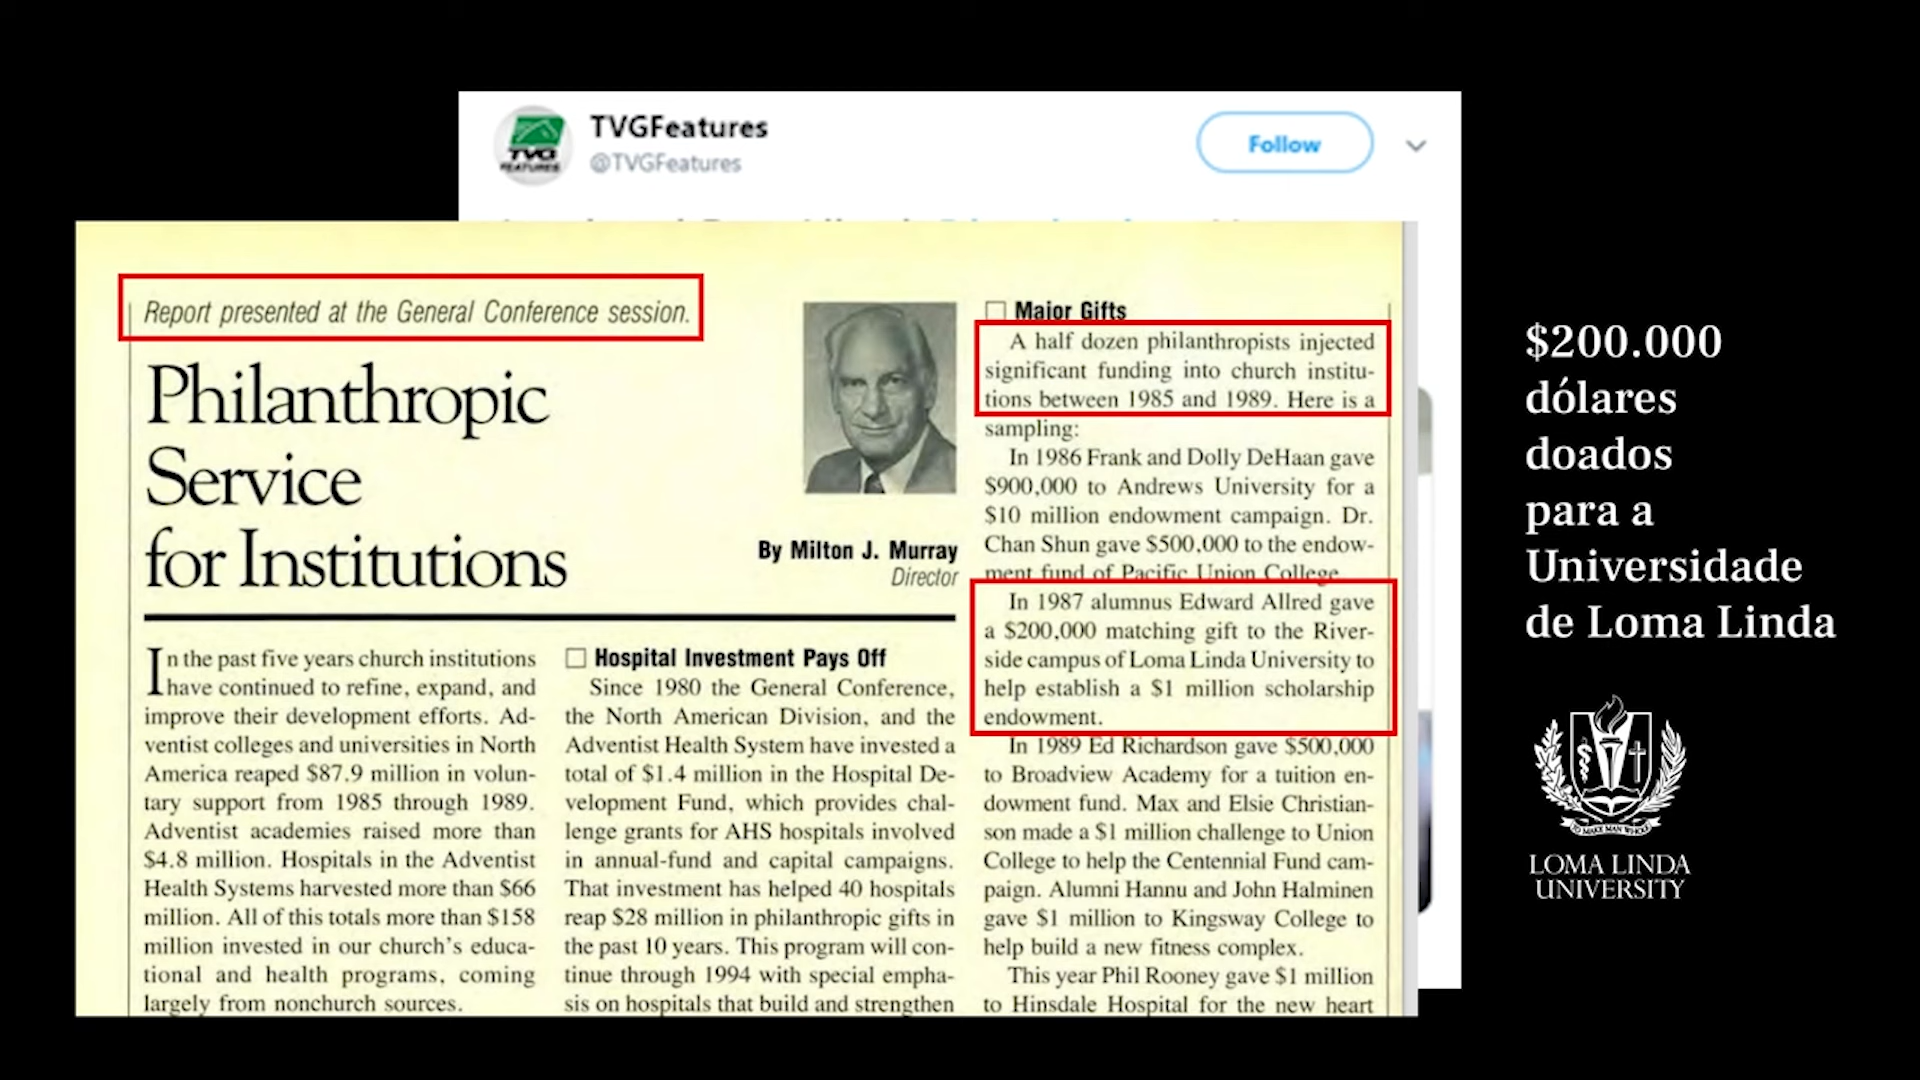 TVGFeatures
@TVGFeatures
Follow
TVG
FEATURES
Report presented at the General Conference session.
Philanthropic
Service
for Institutions
By Milton J. Murray
Director
In the past five years church institutions
have continued to refine, expand, and
improve their development efforts. Ad-
ventist colleges and universities in North
America reaped $87.9 million in volun-
tary support from 1985 through 1989.
Adventist academies raised more than
$4.8 million. Hospitals in the Adventist
Health Systems harvested more than $66
million. All of this totals more than $158
million invested in our church's educa-
tional and health programs, coming
largely from nonchurch sources.
Hospital Investment Pays Off
Since 1980 the General Conference,
the North American Division, and the
Adventist Health System have invested a
total of $1.4 million in the Hospital De-
velopment Fund, which provides chal-
lenge grants for AHS hospitals involved
in annual-fund and capital campaigns.
That investment has helped 40 hospitals
reap $28 million in philanthropic gifts in
the past 10 years. This program will con-
tinue through 1994 with special empha-
sis on hospitals that build and strengthen
Major Gifts
A half dozen philanthropists injected
significant funding into church institu-
tions between 1985 and 1989. Here is a
sampling:
In 1986 Frank and Dolly DeHaan gave
$900,000 to Andrews University for a
$10 million endowment campaign. Dr.
Chan Shun gave $500,000 to the endow-
ment fund of Pacific Union College.
In 1987 alumnus Edward Allred gave
a $200,000 matching gift to the River-
side campus of Loma Linda University to
help establish a $1 million scholarship
endowment.
In 1989 Ed Richardson gave $500,000
to Broadview Academy for a tuition en-
dowment fund. Max and Elsie Christian-
son made a $1 million challenge to Union
College to help the Centennial Fund cam-
paign. Alumni Hannu and John Halminen
gave $1 million to Kingsway College to
help build a new fitness complex.
This year Phil Rooney gave $1 million
to Hinsdale Hospital for the new heart
$200.000
dólares
doados
para a
Universidade
de Loma Linda
TO MAKE MAN WHOLE
LOMA LINDA
UNIVERSITY